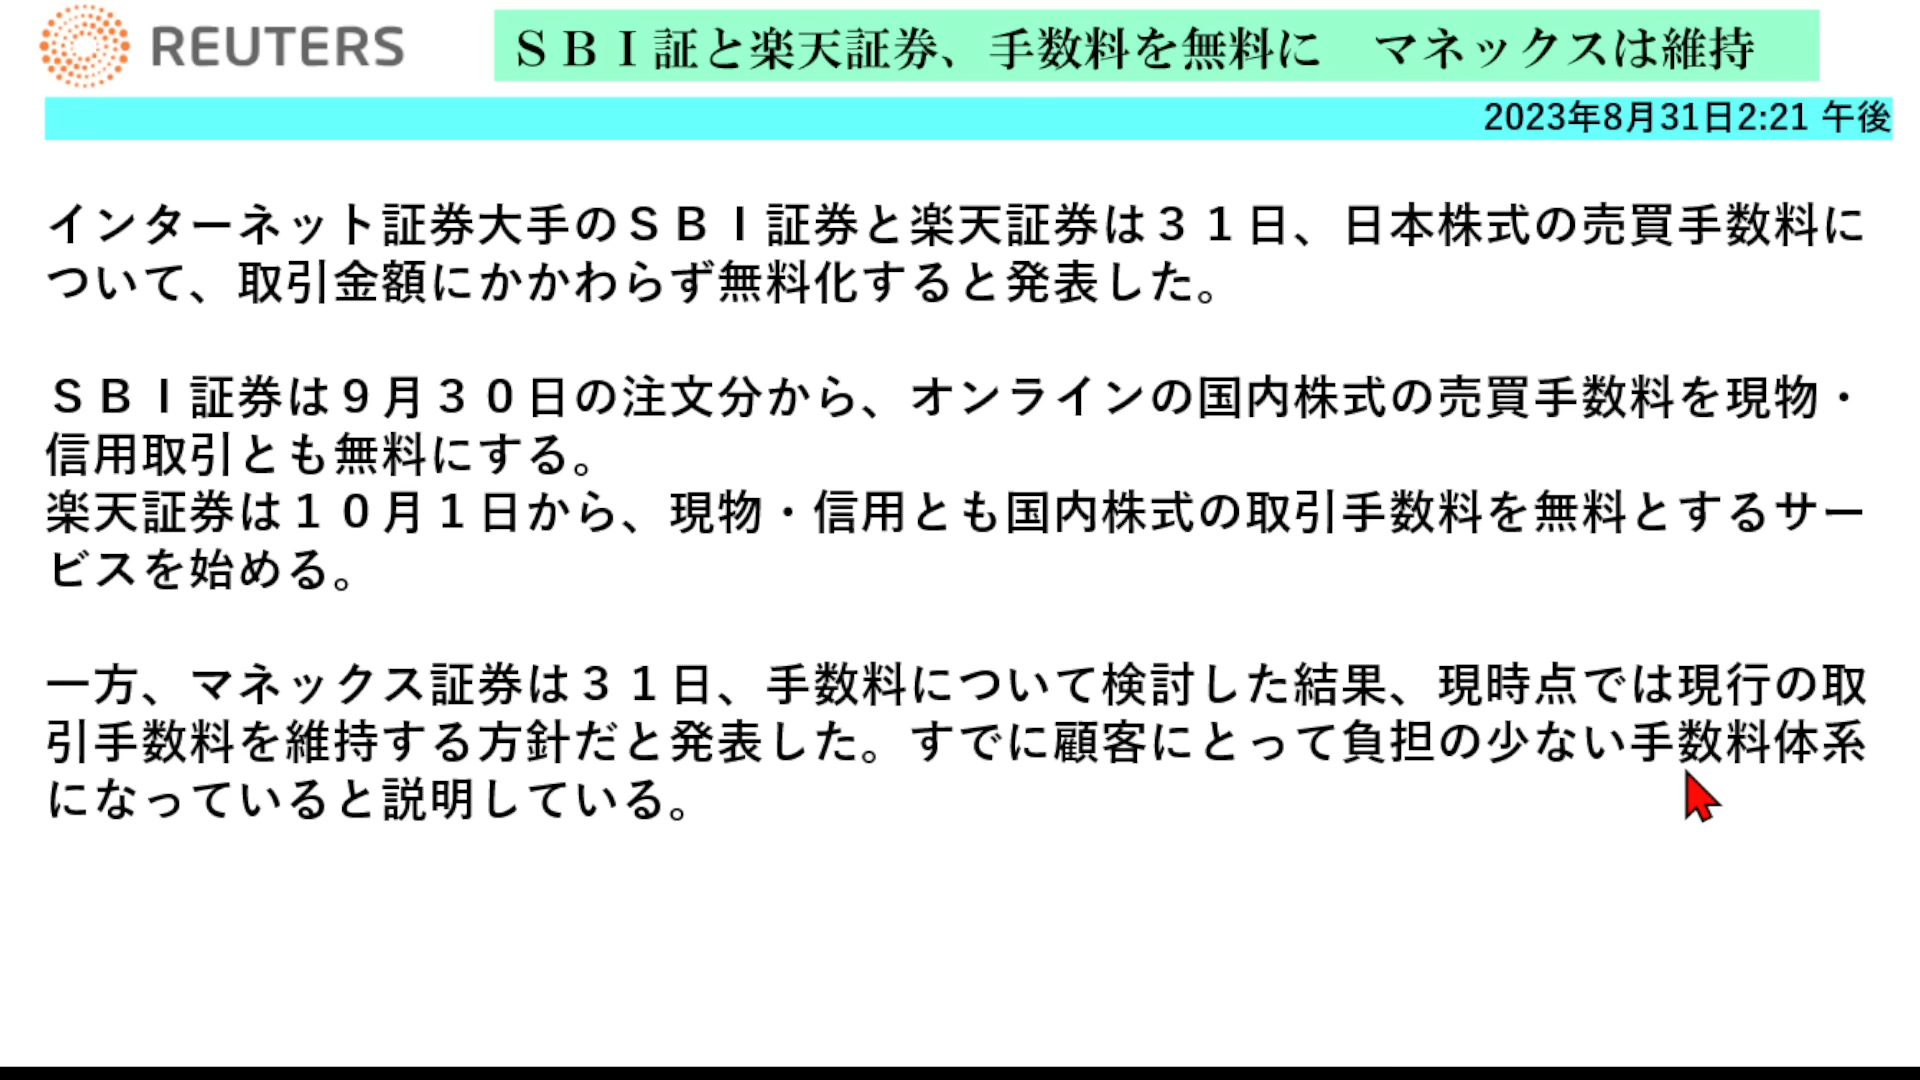 REUTERS
ＳＢＩ証と楽天証券、手数料を無料に　マネックスは維持
2023年8月31日2:21 午後
インターネット証券大手のＳＢＩ証券と楽天証券は３１日、日本株式の売買手数料に
ついて、取引金額にかかわらず無料化すると発表した。
ＳＢＩ証券は９月３０日の注文分から、オンラインの国内株式の売買手数料を現物・
信用取引とも無料にする。
楽天証券は１０月１日から、現物・信用とも国内株式の取引手数料を無料とするサー
ビスを始める。
一方、マネックス証券は３１日、手数料について検討した結果、現時点では現行の取
引手数料を維持する方針だと発表した。すでに顧客にとって負担の少ない手数料体系
になっていると説明している。